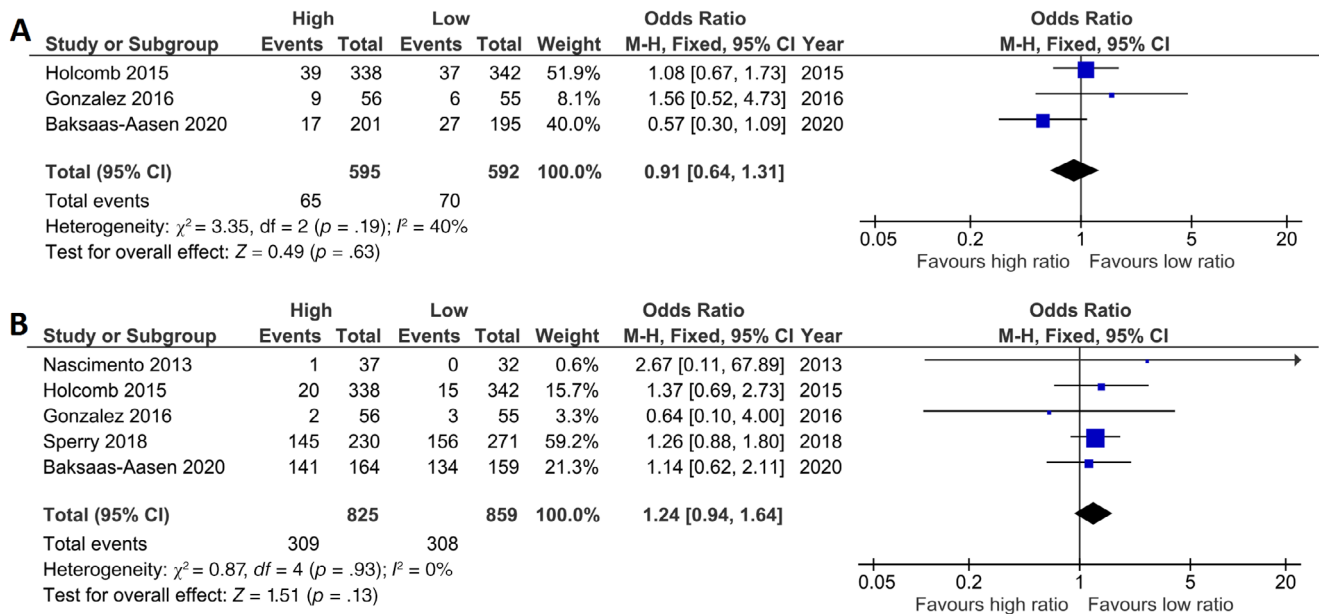 A
High Low Odds Ratio Odds Ratio
Study or Subgroup Events Total Events Total Weight M-H, Fixed, 95% CI Year M-H, Fixed, 95% CI
Holcomb 2015 39 338 37 342 51.9% 1.08 [0.67, 1.73] 2015
Gonzalez 2016 9 56 6 55 8.1% 1.56 [0.52, 4.73] 2016
Baksaas-Aasen 2020 17 201 27 195 40.0% 0.57 [0.30, 1.09] 2020
Total (95% CI) 595 592 100.0% 0.91 [0.64, 1.31]
Total events 65 70
Heterogeneity: χ² = 3.35, df = 2 (p = .19); I² = 40%
Test for overall effect: Z = 0.49 (p = .63)
0.05 0.2 1 5 20
Favours high ratio Favours low ratio
B
High Low Odds Ratio Odds Ratio
Study or Subgroup Events Total Events Total Weight M-H, Fixed, 95% CI Year M-H, Fixed, 95% CI
Nascimento 2013 1 37 0 32 0.6% 2.67 [0.11, 67.89] 2013
Holcomb 2015 20 338 15 342 15.7% 1.37 [0.69, 2.73] 2015
Gonzalez 2016 2 56 3 55 3.3% 0.64 [0.10, 4.00] 2016
Sperry 2018 145 230 156 271 59.2% 1.26 [0.88, 1.80] 2018
Baksaas-Aasen 2020 141 164 134 159 21.3% 1.14 [0.62, 2.11] 2020
Total (95% CI) 825 859 100.0% 1.24 [0.94, 1.64]
Total events 309 308
Heterogeneity: χ² = 0.87, df = 4 (p = .93); I² = 0%
Test for overall effect: Z = 1.51 (p = .13)
0.05 0.2 1 5 20
Favours high ratio Favours low ratio